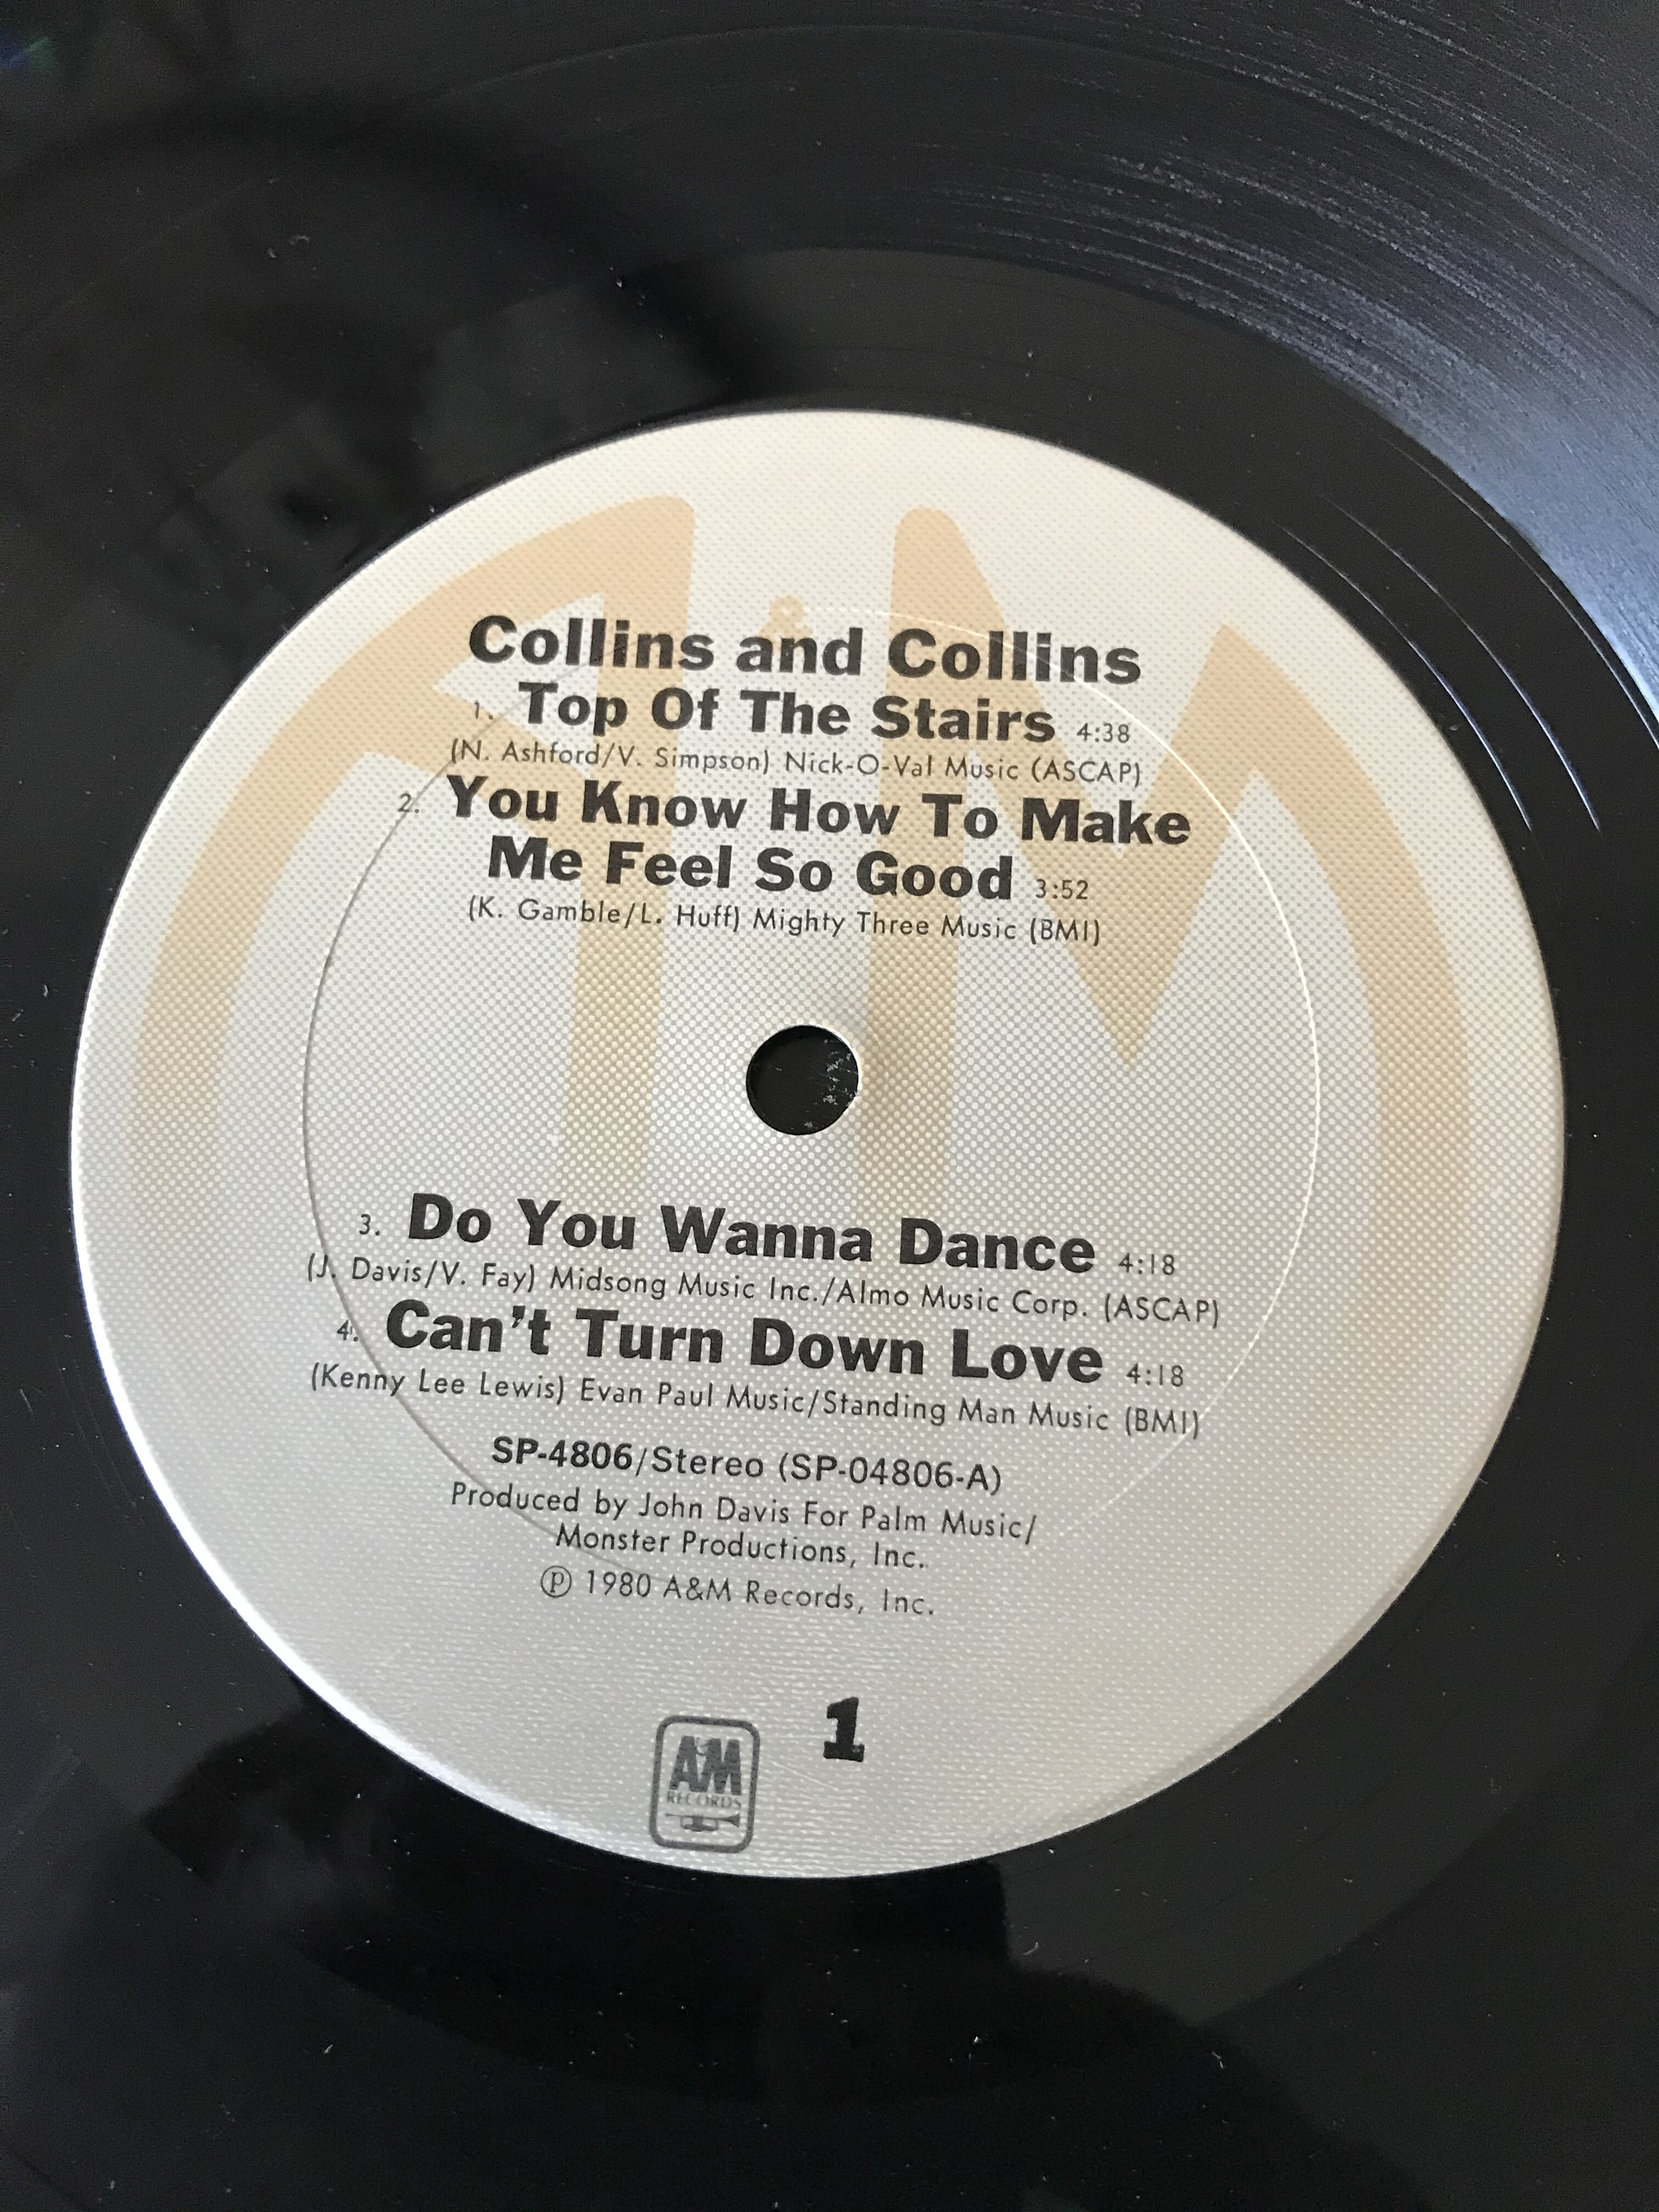 A&M
Collins and Collins
1. Top Of The Stairs 4:38
(N. Ashford/V. Simpson) Nick-O-Val Music (ASCAP)
2. You Know How To Make
Me Feel So Good 3:52
(K. Gamble/L. Huff) Mighty Three Music (BMI)
3. Do You Wanna Dance 4:18
(J. Davis/V. Fay) Midsong Music Inc./Almo Music Corp. (ASCAP)
4. Can't Turn Down Love 4:18
(Kenny Lee Lewis) Evan Paul Music/Standing Man Music (BMI)
SP-4806/Stereo (SP-04806-A)
Produced by John Davis For Palm Music/
Monster Productions, Inc.
℗ 1980 A&M Records, Inc.
1
A&M
RECORDS